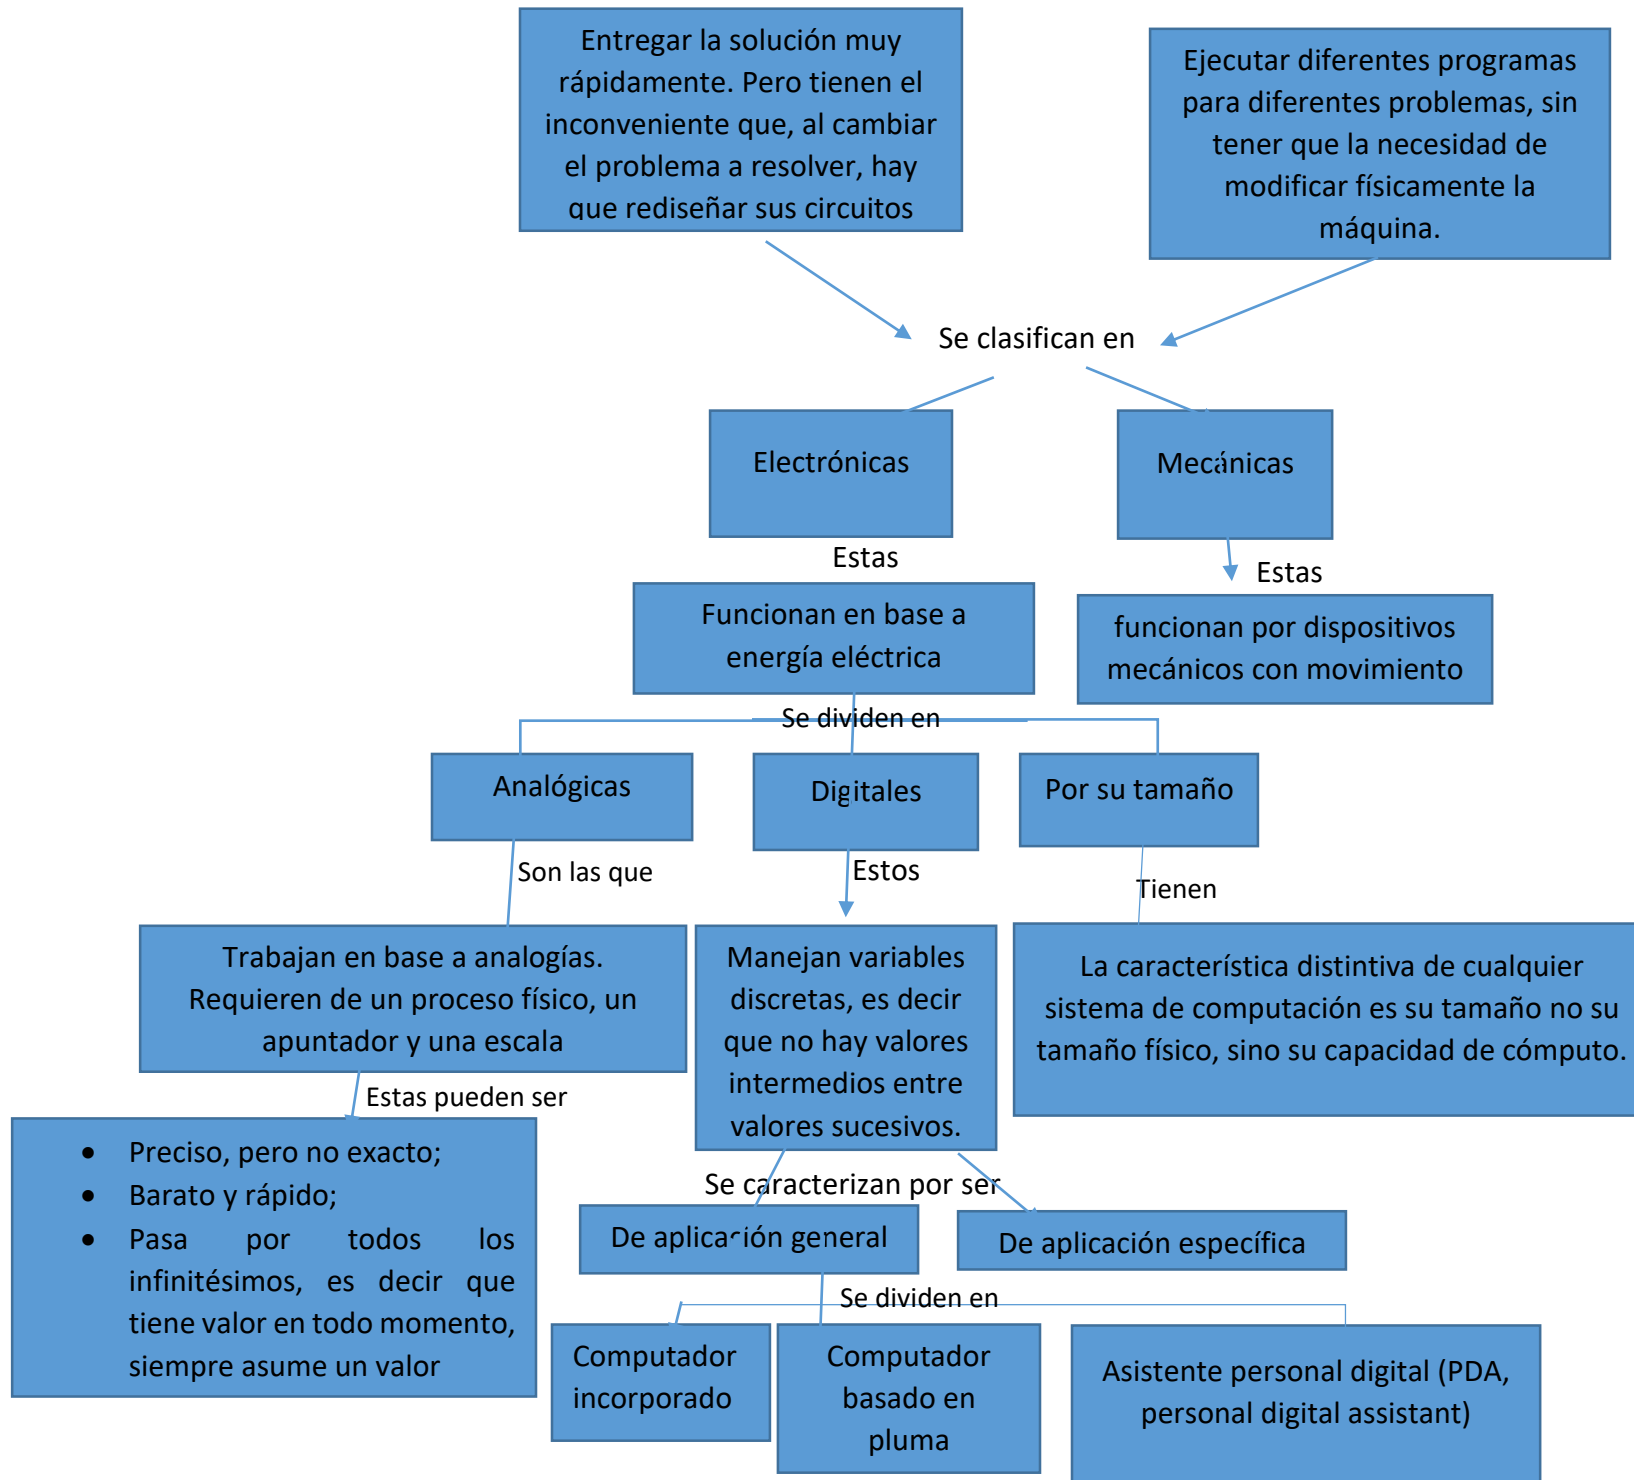 Entregar la solución muy
rápidamente. Pero tienen el
inconveniente que, al cambiar
el problema a resolver, hay
que rediseñar sus circuitos
Ejecutar diferentes programas
para diferentes problemas, sin
tener que la necesidad de
modificar físicamente la
máquina.
Se clasifican en
Electrónicas
Mecánicas
Estas
Estas
Funcionan en base a
energía eléctrica
funcionan por dispositivos
mecánicos con movimiento
Se dividen en
Analógicas
Digitales
Por su tamaño
Son las que
Estos
Tienen
Trabajan en base a analogías.
Requieren de un proceso físico, un
apuntador y una escala
Manejan variables
discretas, es decir
que no hay valores
intermedios entre
valores sucesivos.
La característica distintiva de cualquier
sistema de computación es su tamaño no su
tamaño físico, sino su capacidad de cómputo.
Estas pueden ser
• Preciso, pero no exacto;
• Barato y rápido;
• Pasa por todos los
infinitésimos, es decir que
tiene valor en todo momento,
siempre asume un valor
Se caracterizan por ser
De aplicación general
De aplicación específica
Se dividen en
Computador
incorporado
Computador
basado en
pluma
Asistente personal digital (PDA,
personal digital assistant)